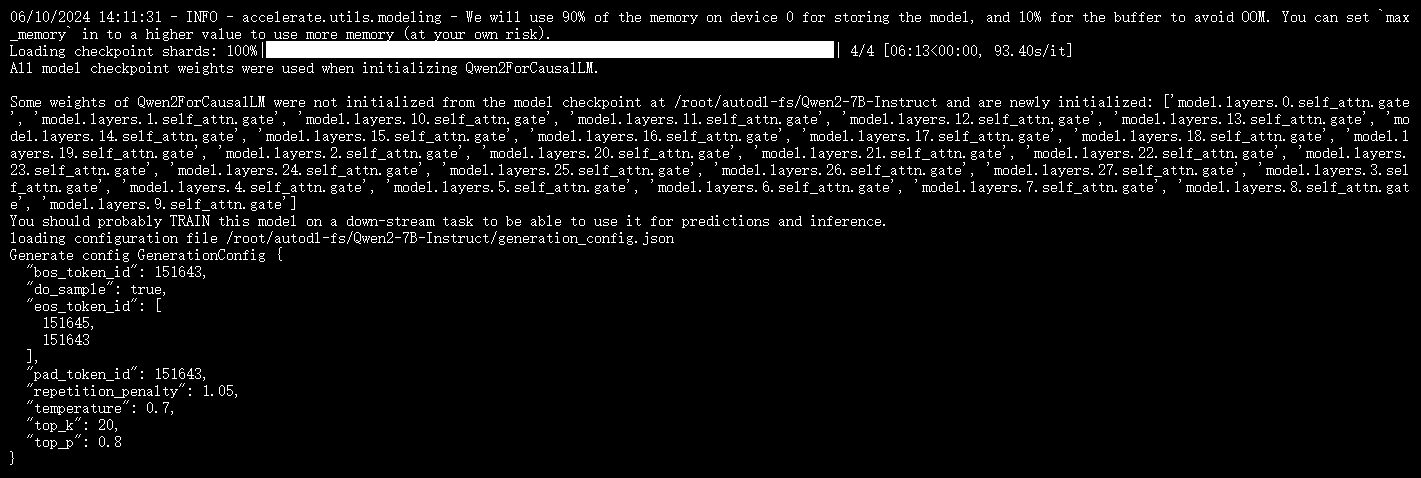 06/10/2024 14:11:31 - INFO - accelerate.utils.modeling - We will use 90% of the memory on device 0 for storing the model, and 10% for the buffer to avoid OOM. You can set `max
_memory` in to a higher value to use more memory (at your own risk).
Loading checkpoint shards: 100%| | 4/4 [06:13<00:00, 93.40s/it]
All model checkpoint weights were used when initializing Qwen2ForCausalLM.
Some weights of Qwen2ForCausalLM were not initialized from the model checkpoint at /root/autodl-fs/Qwen2-7B-Instruct and are newly initialized: ['model.layers.0.self_attn.gate
', 'model.layers.1.self_attn.gate', 'model.layers.10.self_attn.gate', 'model.layers.11.self_attn.gate', 'model.layers.12.self_attn.gate', 'model.layers.13.self_attn.gate', 'mo
del.layers.14.self_attn.gate', 'model.layers.15.self_attn.gate', 'model.layers.16.self_attn.gate', 'model.layers.17.self_attn.gate', 'model.layers.18.self_attn.gate', 'model.l
ayers.19.self_attn.gate', 'model.layers.2.self_attn.gate', 'model.layers.20.self_attn.gate', 'model.layers.21.self_attn.gate', 'model.layers.22.self_attn.gate', 'model.layers.
23.self_attn.gate', 'model.layers.24.self_attn.gate', 'model.layers.25.self_attn.gate', 'model.layers.26.self_attn.gate', 'model.layers.27.self_attn.gate', 'model.layers.3.sel
f_attn.gate', 'model.layers.4.self_attn.gate', 'model.layers.5.self_attn.gate', 'model.layers.6.self_attn.gate', 'model.layers.7.self_attn.gate', 'model.layers.8.self_attn.gat
e', 'model.layers.9.self_attn.gate']
You should probably TRAIN this model on a down-stream task to be able to use it for predictions and inference.
loading configuration file /root/autodl-fs/Qwen2-7B-Instruct/generation_config.json
Generate config GenerationConfig {
  "bos_token_id": 151643,
  "do_sample": true,
  "eos_token_id": [
    151645,
    151643
  ],
  "pad_token_id": 151643,
  "repetition_penalty": 1.05,
  "temperature": 0.7,
  "top_k": 20,
  "top_p": 0.8
}